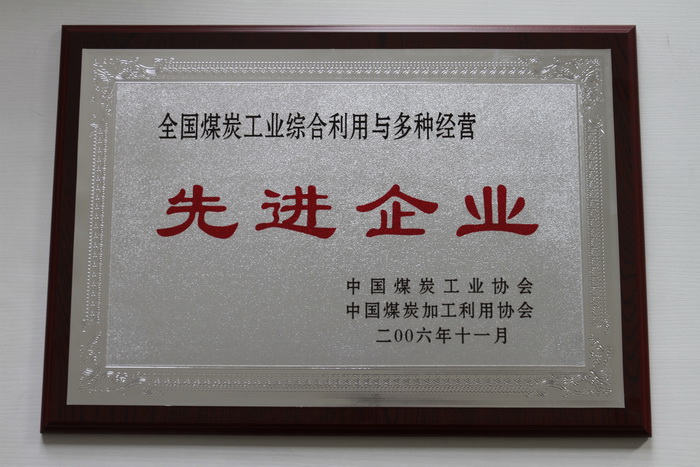 全国煤炭工业综合利用与多种经营
先进企业
中国煤炭工业协会
中国煤炭加工利用协会
二00六年十一月